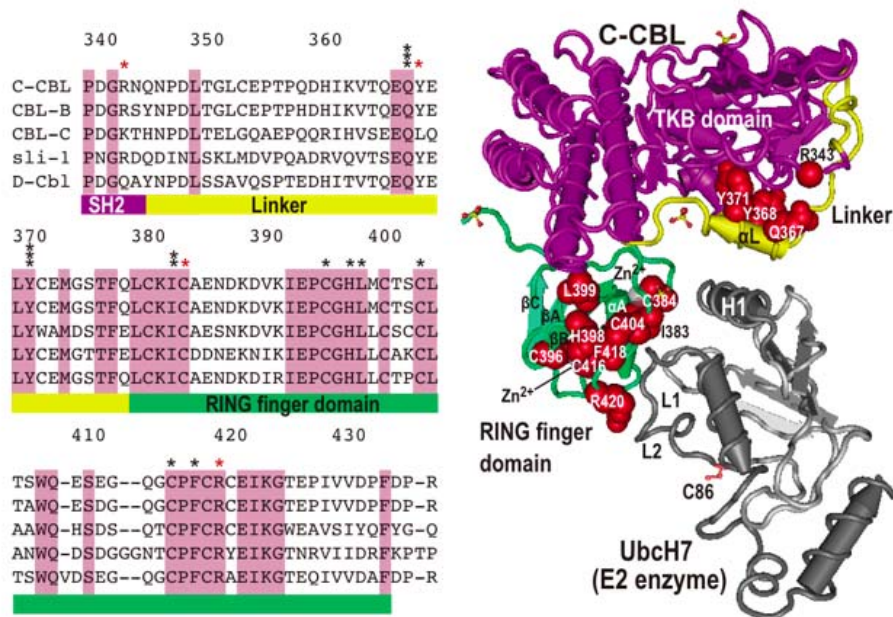 340 350 360
* *** *
C-CBL PDGRNQNPDLTGLCEPTPQDHIKVTQEQYE
CBL-B PDGRSYNPDLTGLCEPTPHDHIKVTQEQYE
CBL-C PDGKTHNPDLTELGQAEPQQRIHVSEEQLQ
sli-1 PNGRDQDINLSKLMDVPQADRVQVTSEQYE
D-Cbl PDGQAYNPDLSSAVQSPTEDHITVTQEQYE
SH2 Linker
370 380 390 400
*** ** * * * * *
LYCEMGSTFQLCKICAENDKDVKIEPCGHLMCTSCL
LYCEMGSTFQLCKICAENDKDVKIEPCGHLLCTSCL
LYWAMDSTFELCKICAESNKDVKIEPCGHLLCSCCL
LYCEMGTTFELCKICDDNEKNIKIEPCGHLLCAKCL
LYCEMGSTFQLCKICAENDKDIRIEPCGHLLCTPCL
RING finger domain
410 420 430
* * *
TSWQ-ESEG--QGCPFCRCEIKGTEPIVVDPFDP-R
TAWQ-ESDG--QGCPFCRCEIKGTEPIIVDPFDP-R
AAWQ-HSDS--QTCPFCRCEIKGWEAVSIYQFYG-Q
ANWQ-DSDGGGNTCPFCRYEIKGTNRVIIDRFKPTP
TSWQVDSEG--QGCPFCRAEIKGTEQIVVDAFDP-R
C-CBL
TKB domain
R343
Y371
Y368
Q367
Linker
αL
Zn2+
L399
C384
βC
βA
αA
C404
I383
H1
H398
βB
F418
C396
C416
Zn2+
R420
L1
RING finger
domain
L2
C86
UbcH7
(E2 enzyme)